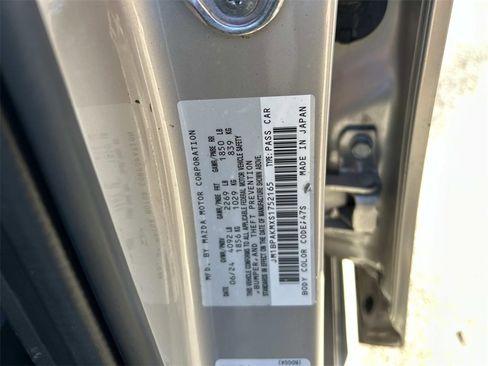 MFD. BY MAZDA MOTOR CORPORATION
GVWR/PNBV GAWR/PNBE FR GAWR/PNBE RR
06/24 4092 LB 2269 LB 1850 LB
1856 KG 1029 KG 839 KG
THIS VEHICLE CONFORMS TO ALL APPLICABLE FEDERAL MOTOR VEHICLE SAFETY
,BUMPER,AND THEFT PREVENTION
STANDARDS IN EFFECT ON THE DATE OF MANUFACTURE SHOWN ABOVE.
JM1BPAKMXS1752165 TYPE:PASS CAR
BODY COLOR CODE:47S MADE IN JAPAN